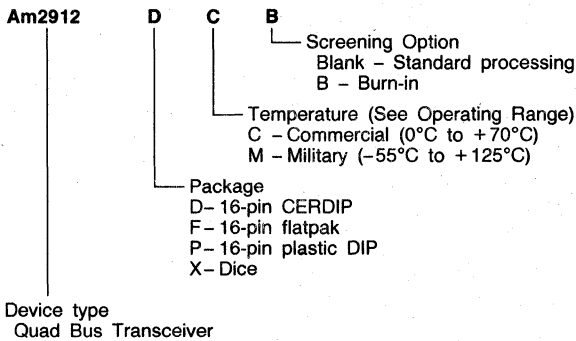 Am2912 D C B
Screening Option
Blank – Standard processing
B – Burn-in
Temperature (See Operating Range)
C – Commercial (0°C to +70°C)
M – Military (–55°C to +125°C)
Package
D– 16-pin CERDIP
F– 16-pin flatpak
P– 16-pin plastic DIP
X– Dice
Device type
Quad Bus Transceiver